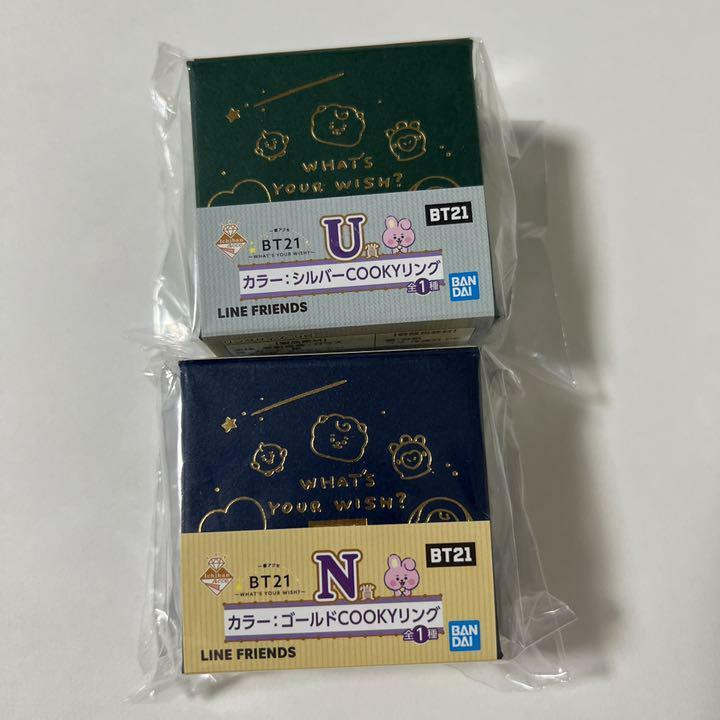 WHAT'S
YOUR WISH?
BT21
Ichiban
一番アクセ
BT21
~WHAT'S YOUR WISH?~
U賞
カラー:シルバーCOOKYリング
全1種
BANDAI
LINE FRIENDS
WHAT'S
YOUR WISH?
BT21
Ichiban
一番アクセ
BT21
~WHAT'S YOUR WISH?~
N賞
カラー:ゴールドCOOKYリング
全1種
BANDAI
LINE FRIENDS